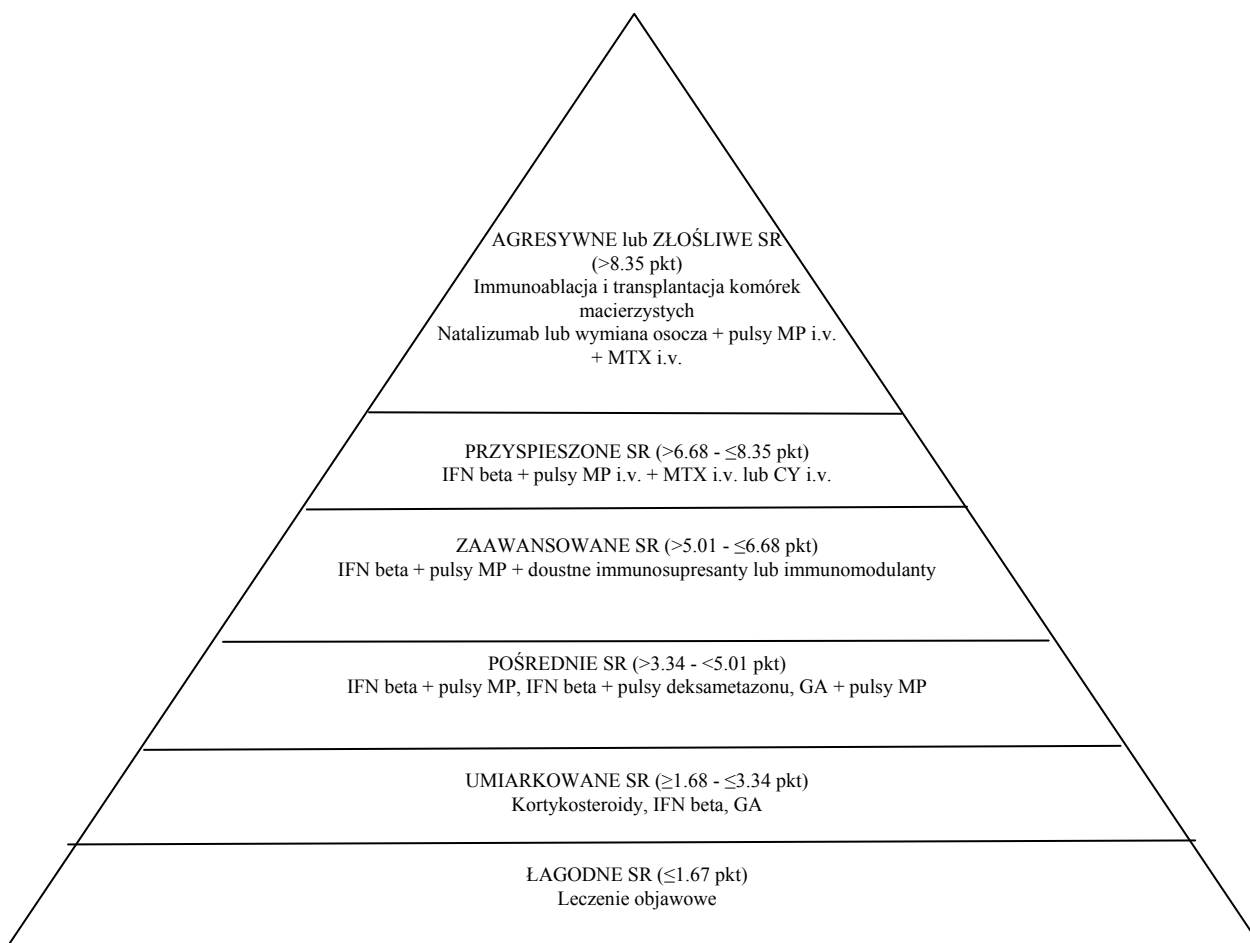 AGRESYWNE lub ZŁOŚLIWE SR
(>8.35 pkt)
Immunoablacja i transplantacja komórek
macierzystych
Natalizumab lub wymiana osocza + pulsy MP i.v.
+ MTX i.v.
PRZYSPIESZONE SR (>6.68 - ≤8.35 pkt)
IFN beta + pulsy MP i.v. + MTX i.v. lub CY i.v.
ZAAWANSOWANE SR (>5.01 - ≤6.68 pkt)
IFN beta + pulsy MP + doustne immunosupresanty lub immunomodulanty
POŚREDNIE SR (>3.34 - <5.01 pkt)
IFN beta + pulsy MP, IFN beta + pulsy deksametazonu, GA + pulsy MP
UMIARKOWANE SR (≥1.68 - ≤3.34 pkt)
Kortykosteroidy, IFN beta, GA
ŁAGODNE SR (≤1.67 pkt)
Leczenie objawowe